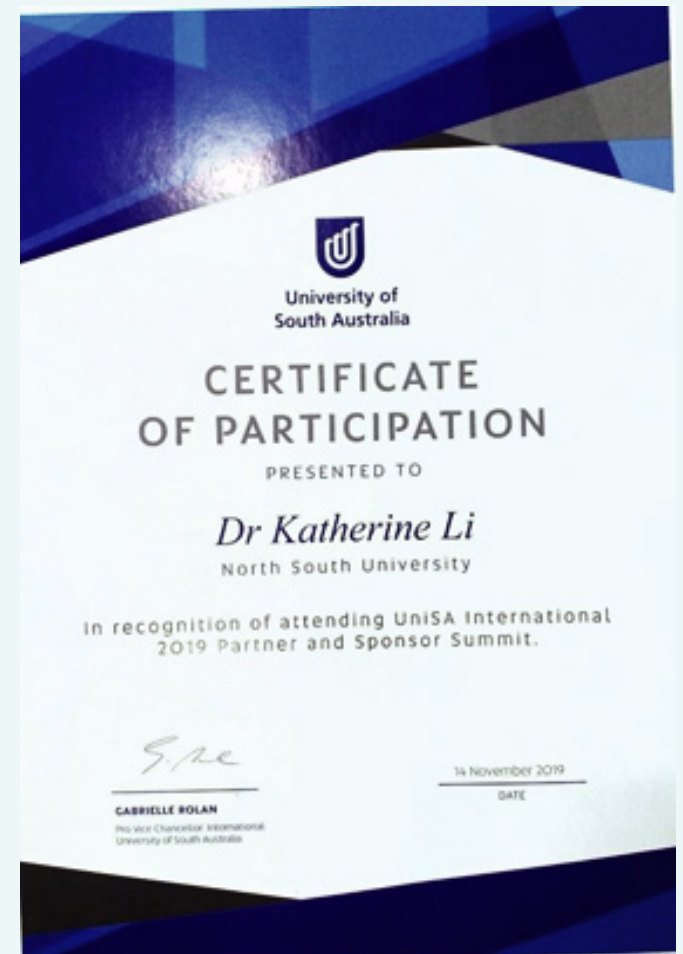 University of
South Australia
CERTIFICATE
OF PARTICIPATION
PRESENTED TO
Dr Katherine Li
North South University
In recognition of attending UniSA International
2019 Partner and Sponsor Summit.
GABRIELLE ROLAN
Pro Vice Chancellor: International
University of South Australia
14 November 2019
DATE